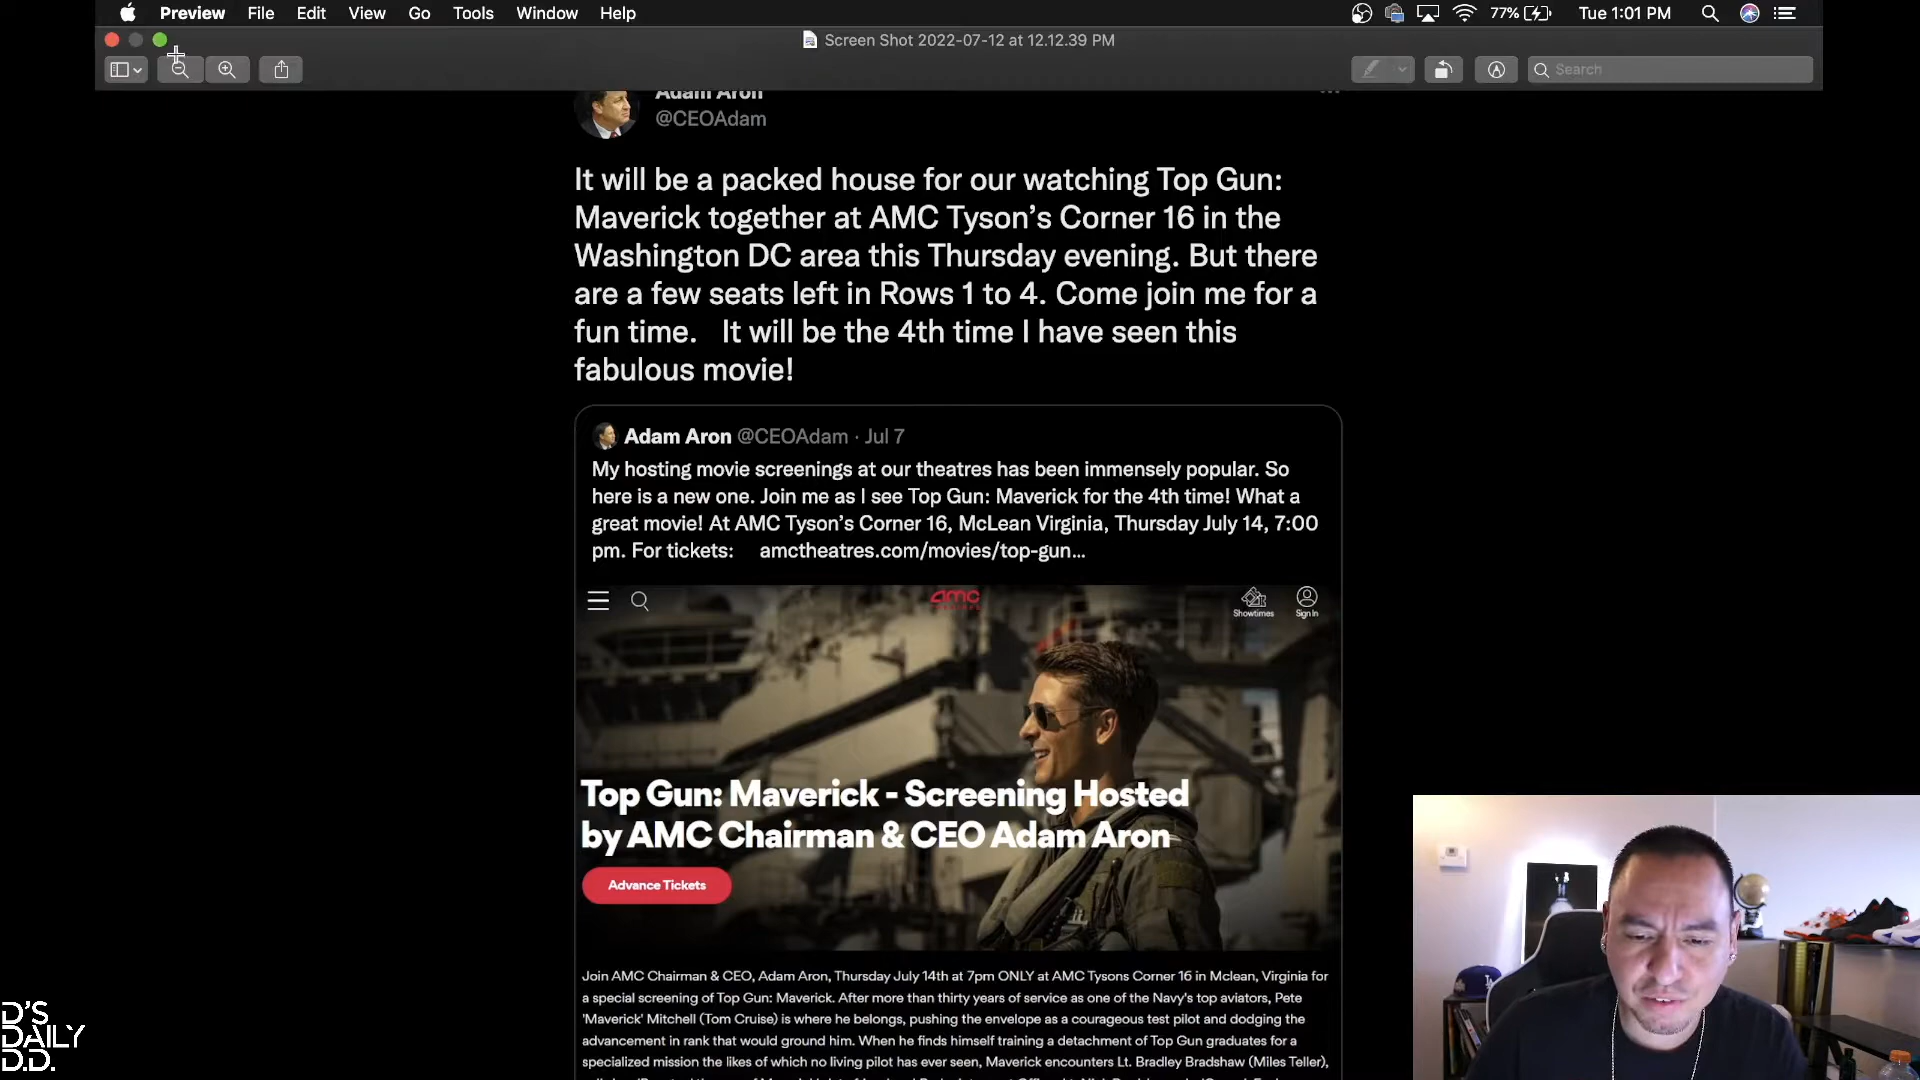 Preview File Edit View Go Tools Window Help 77% Tue 1:01 PM
Screen Shot 2022-07-12 at 12.12.39 PM
Search
Adam Aron
@CEOAdam
It will be a packed house for our watching Top Gun:
Maverick together at AMC Tyson's Corner 16 in the
Washington DC area this Thursday evening. But there
are a few seats left in Rows 1 to 4. Come join me for a
fun time. It will be the 4th time I have seen this
fabulous movie!
Adam Aron @CEOAdam · Jul 7
My hosting movie screenings at our theatres has been immensely popular. So
here is a new one. Join me as I see Top Gun: Maverick for the 4th time! What a
great movie! At AMC Tyson's Corner 16, McLean Virginia, Thursday July 14, 7:00
pm. For tickets: amctheatres.com/movies/top-gun...
amc
Showtimes Sign In
Top Gun: Maverick - Screening Hosted
by AMC Chairman & CEO Adam Aron
Advance Tickets
Join AMC Chairman & CEO, Adam Aron, Thursday July 14th at 7pm ONLY at AMC Tysons Corner 16 in Mclean, Virginia for
a special screening of Top Gun: Maverick. After more than thirty years of service as one of the Navy's top aviators, Pete
'Maverick' Mitchell (Tom Cruise) is where he belongs, pushing the envelope as a courageous test pilot and dodging the
advancement in rank that would ground him. When he finds himself training a detachment of Top Gun graduates for a
specialized mission the likes of which no living pilot has ever seen, Maverick encounters Lt. Bradley Bradshaw (Miles Teller),
D'S
DAILY
D.D.